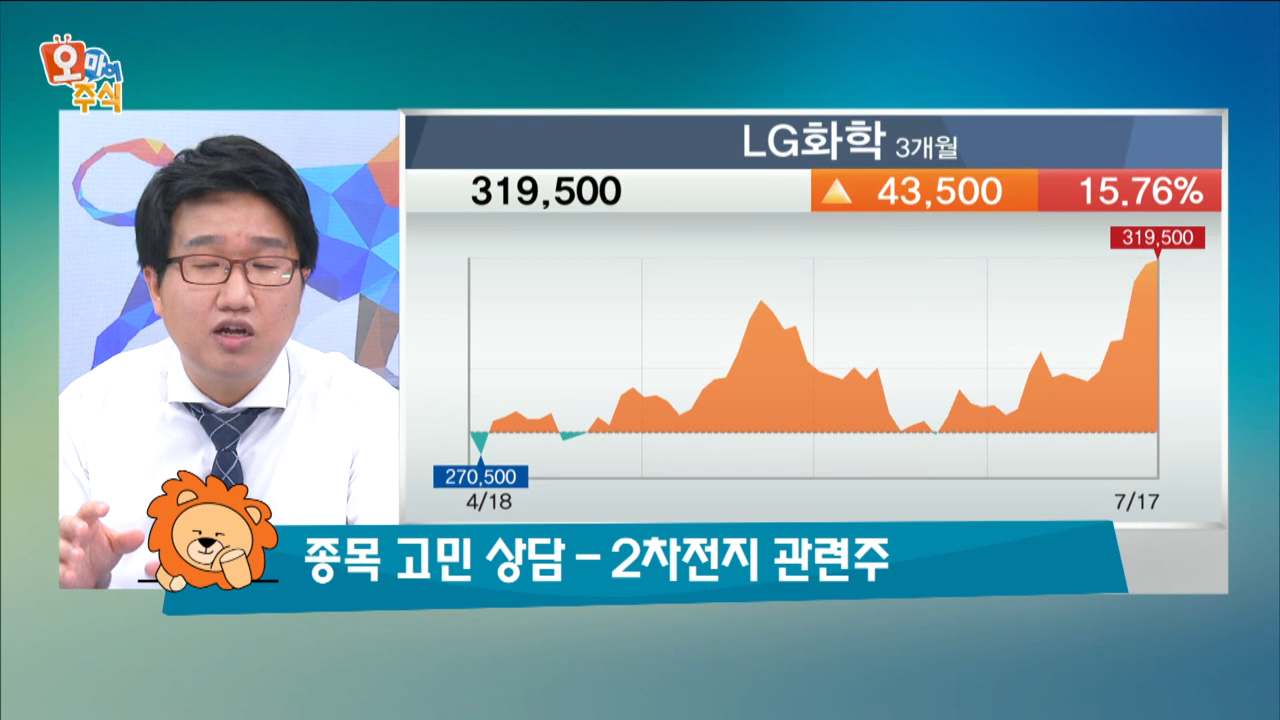 오마이
주식
LG화학 3개월
319,500 ▲ 43,500 15.76%
319,500
270,500
4/18 7/17
종목 고민 상담 - 2차전지 관련주